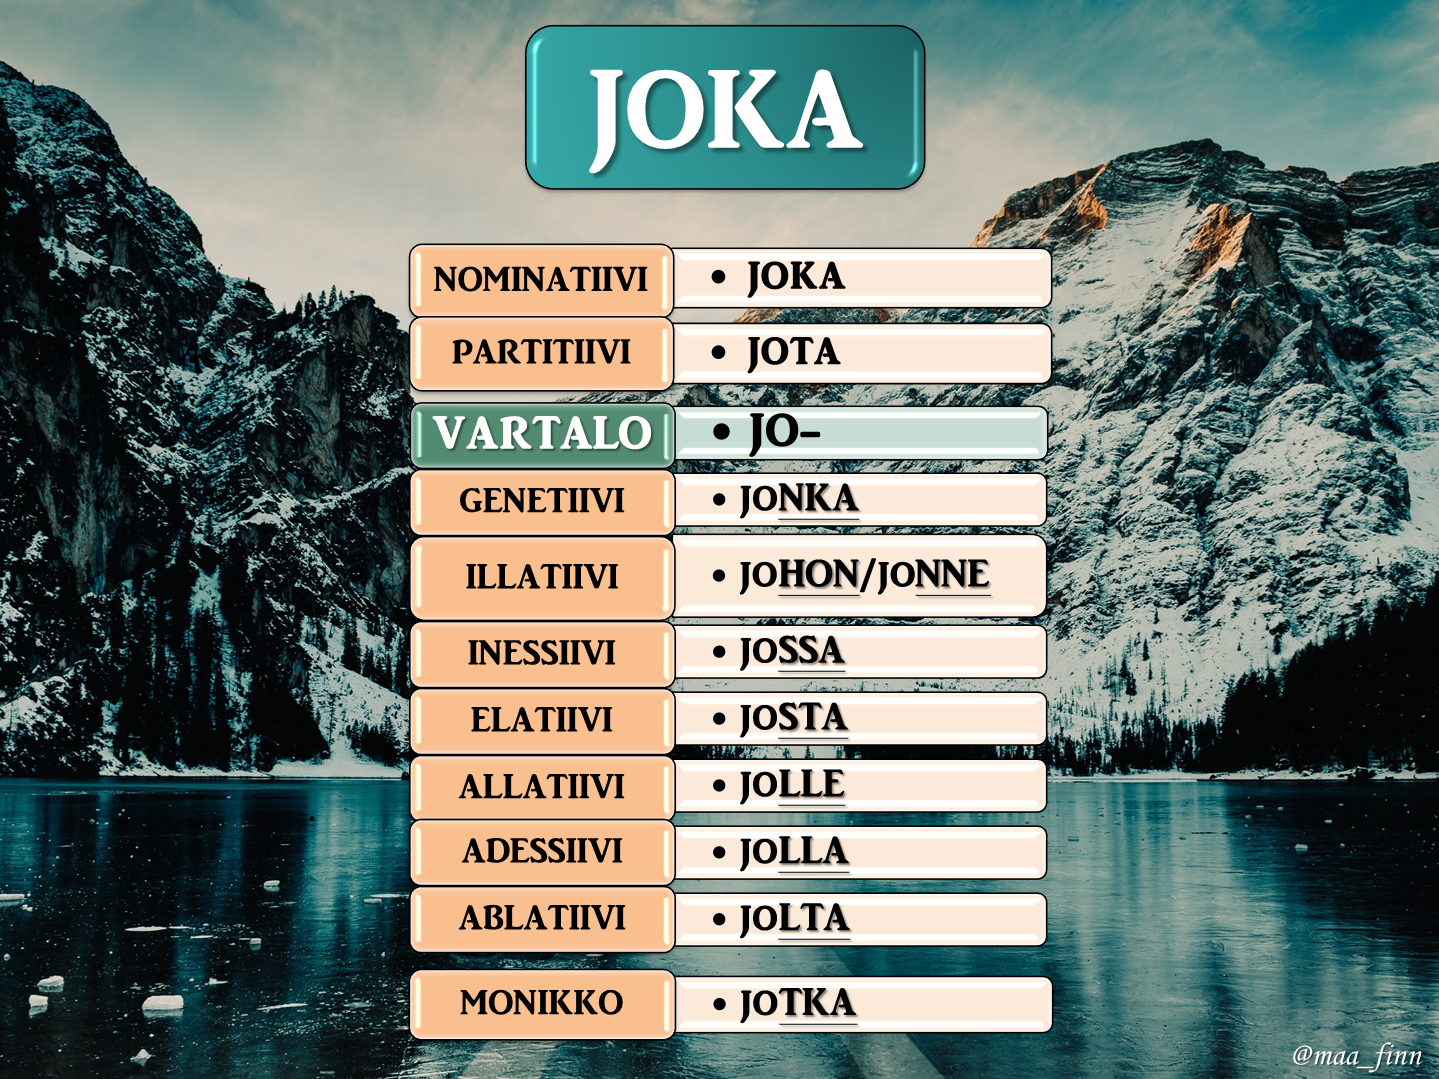 JOKA
NOMINATIIVI • JOKA
PARTITIIVI • JOTA
VARTALO • JO-
GENETIIVI • JONKA
ILLATIIVI • JOHON/JONNE
INESSIIVI • JOSSA
ELATIIVI • JOSTA
ALLATIIVI • JOLLE
ADESSIIVI • JOLLA
ABLATIIVI • JOLTA
MONIKKO • JOTKA
@maa_finn